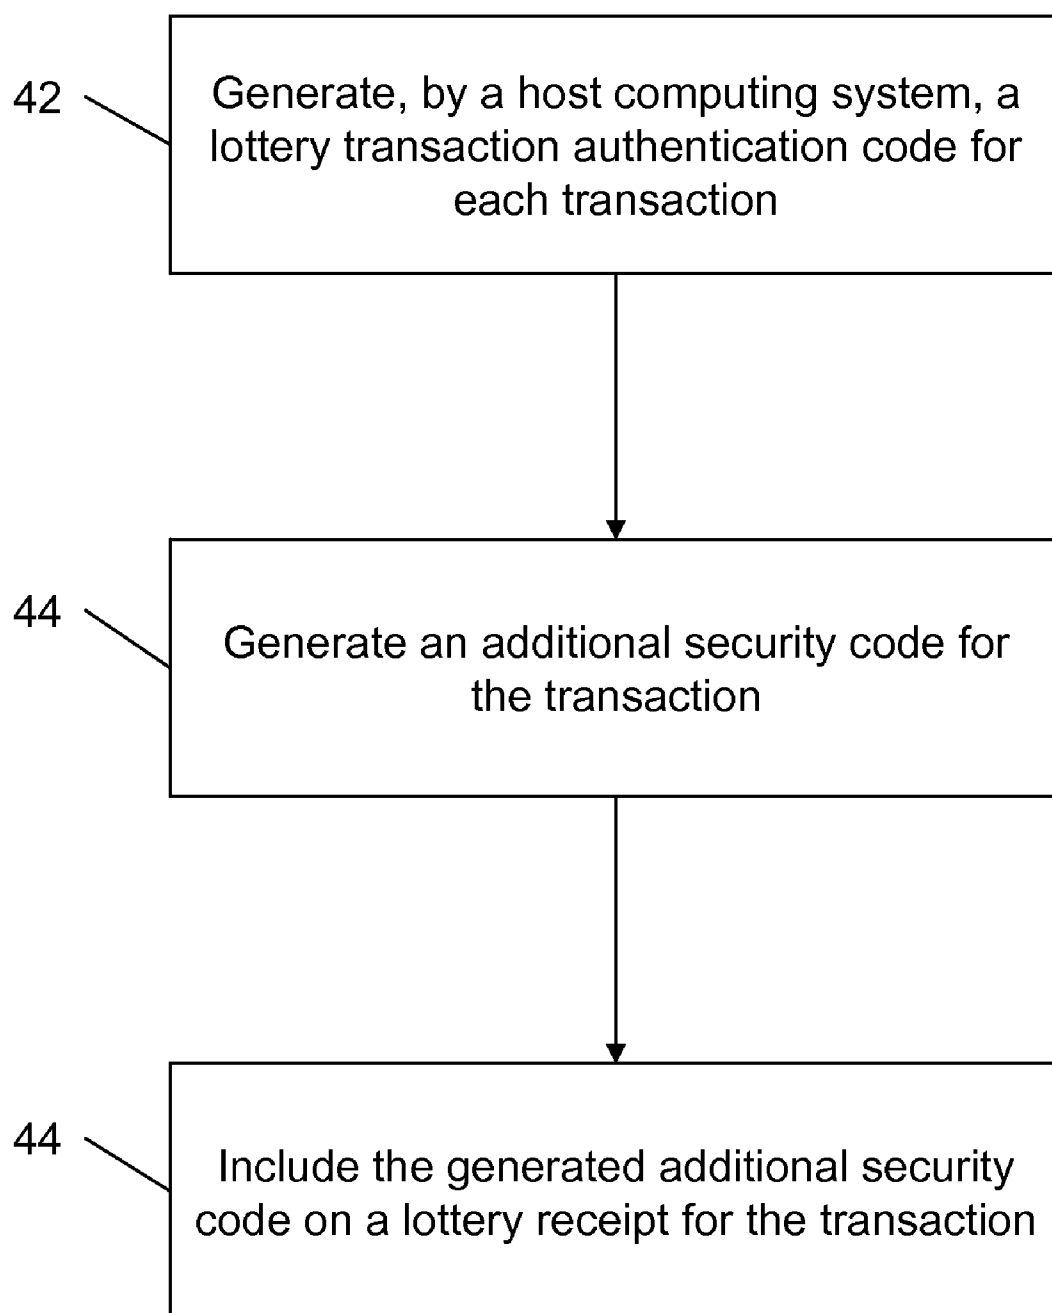 42
Generate, by a host computing system, a
lottery transaction authentication code for
each transaction
44
Generate an additional security code for
the transaction
44
Include the generated additional security
code on a lottery receipt for the transaction